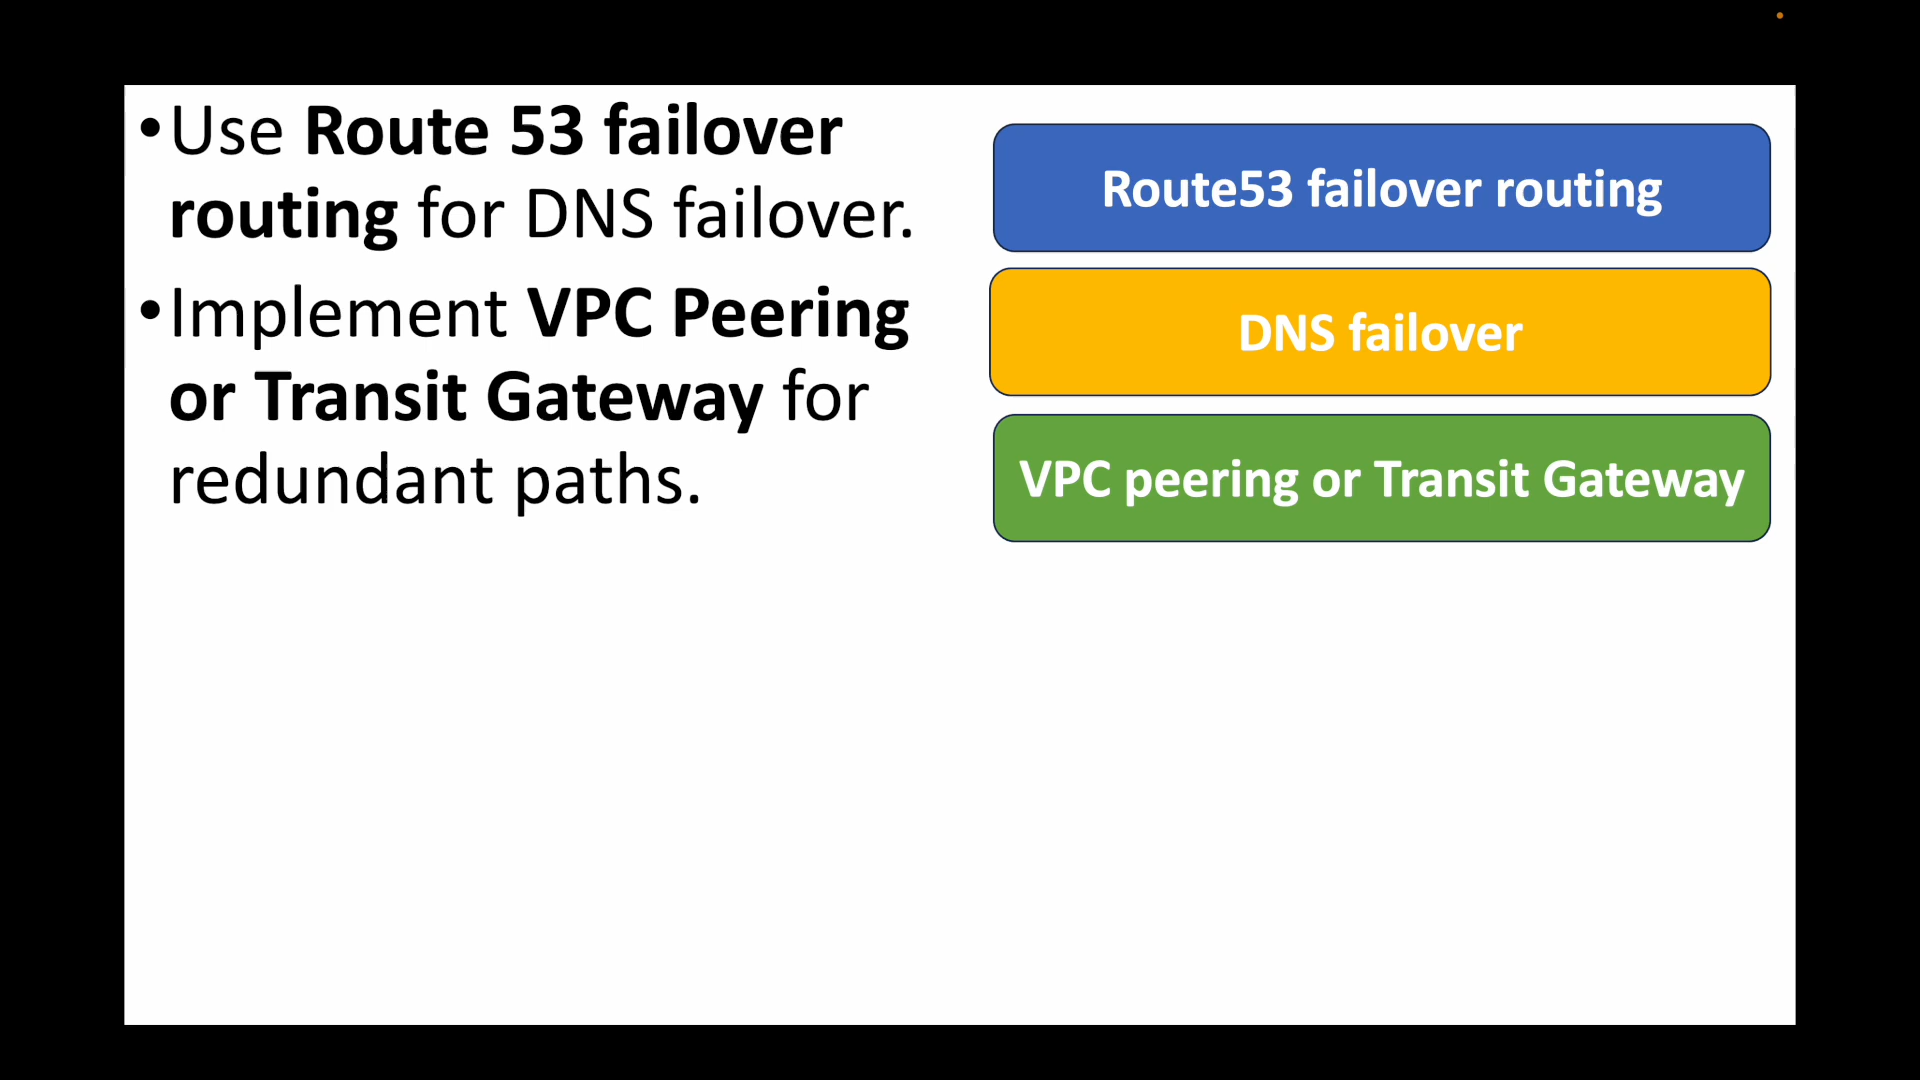 •Use Route 53 failover
routing for DNS failover.
•Implement VPC Peering
or Transit Gateway for
redundant paths.
Route53 failover routing
DNS failover
VPC peering or Transit Gateway